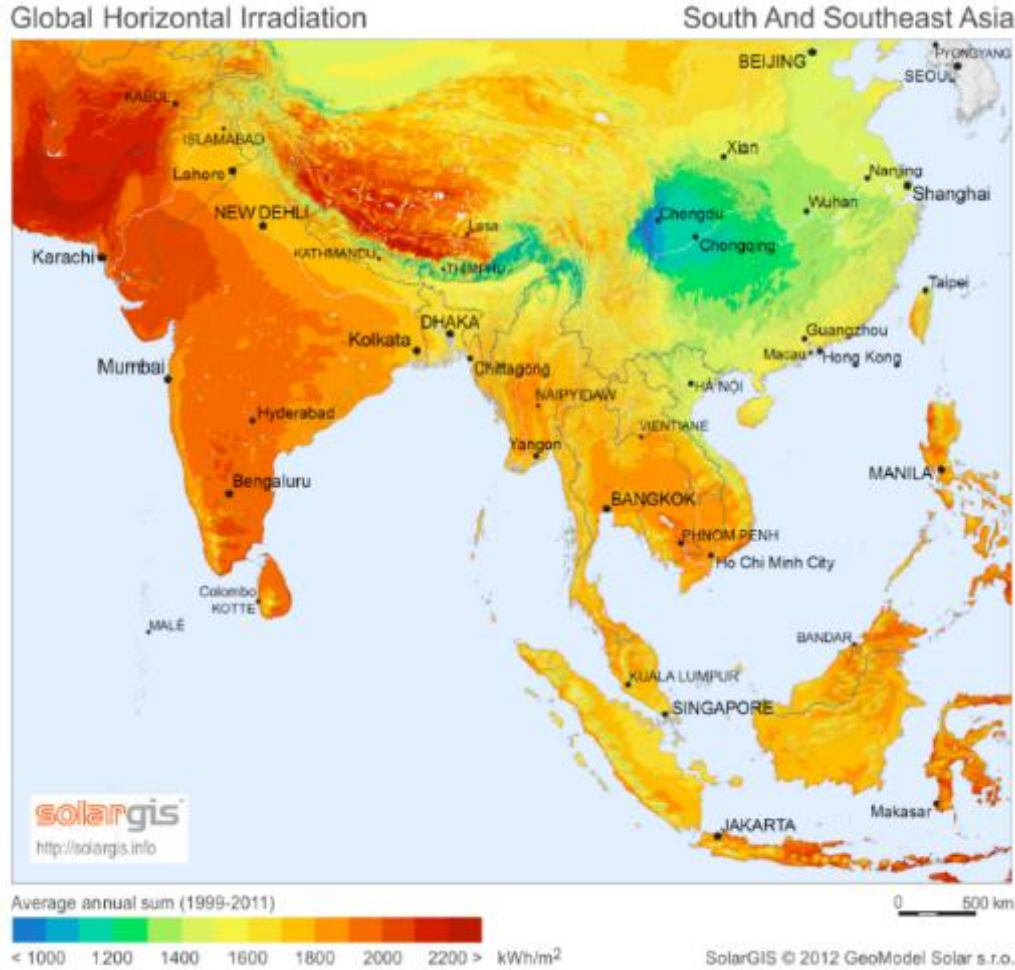 Global Horizontal Irradiation
South And Southeast Asia
BEIJING
PYONGYANG
SEOUL
KABUL
ISLAMABAD
Xian
Lahore
Nanjing
Shanghai
NEW DEHLI
Lasa
Chengdu
Wuhan
Karachi
KATHMANDU
THIMPHU
Chongqing
Taipei
DHAKA
Kolkata
Guangzhou
Macau
Hong Kong
Mumbai
Chittagong
HA NOI
NAIPYIDAW
Hyderabad
VIENTIANE
Yangon
MANILA
Bengaluru
BANGKOK
PHNOM PENH
Ho Chi Minh City
Colombo
KOTTE
MALÉ
BANDAR
KUALA LUMPUR
SINGAPORE
solargis
http://solargis.info
Makasar
JAKARTA
Average annual sum (1999-2011)
0 500 km
< 1000 1200 1400 1600 1800 2000 2200 > kWh/m²
SolarGIS © 2012 GeoModel Solar s.r.o.